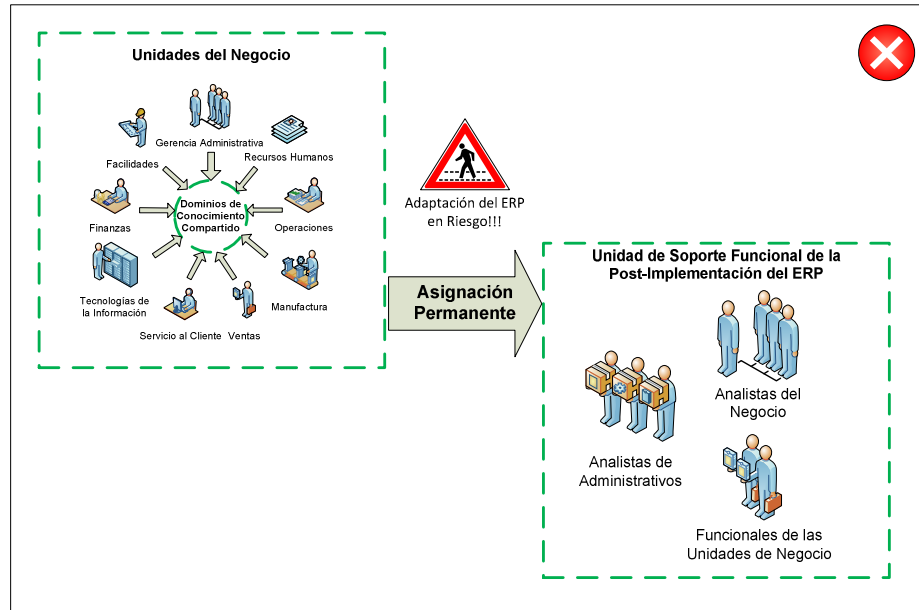 Unidades del Negocio
Gerencia Administrativa
Recursos Humanos
Facilidades
Dominios de
Conocimiento
Compartido
Finanzas
Operaciones
Tecnologías de
la Información
Manufactura
Servicio al Cliente
Ventas
Adaptación del ERP
en Riesgo!!!
Asignación
Permanente
Unidad de Soporte Funcional de la
Post-Implementación del ERP
Analistas del
Negocio
Analistas de
Administrativos
Funcionales de las
Unidades de Negocio